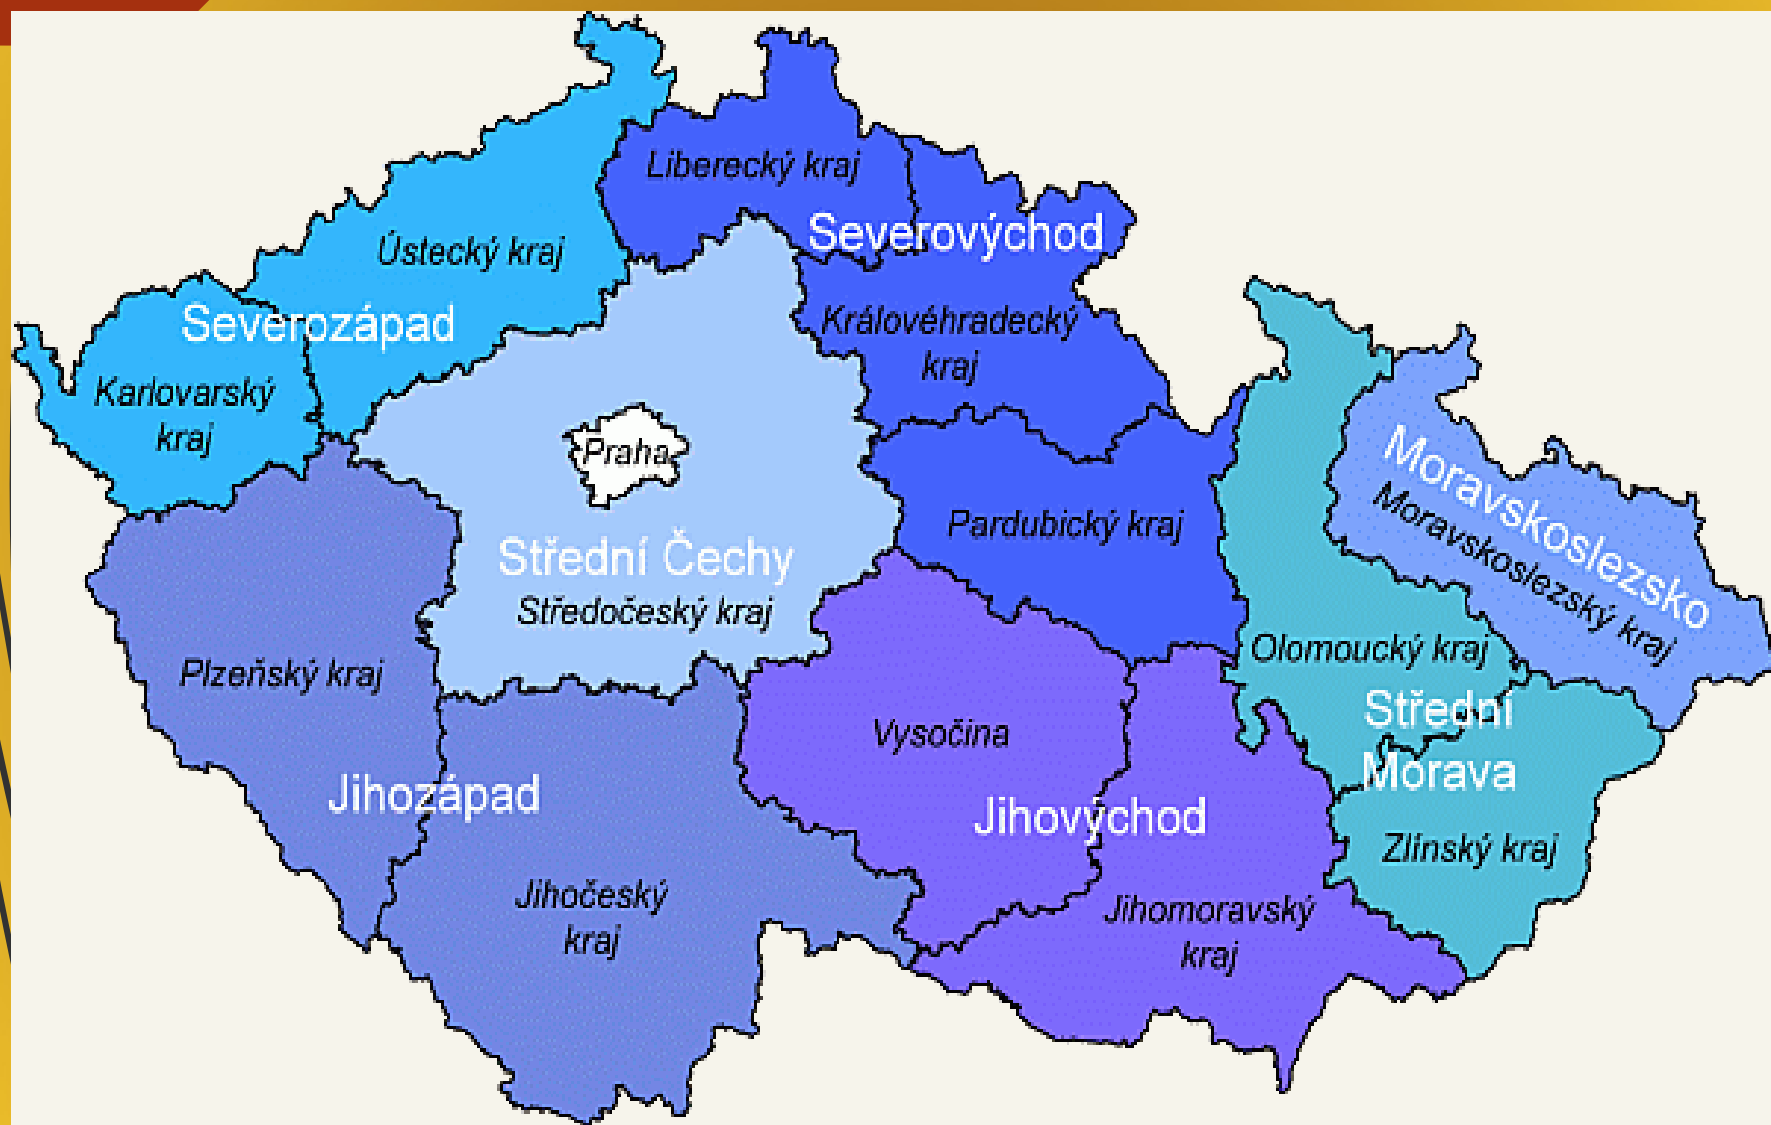 Liberecký kraj
Severovýchod
Ústecký kraj
Severozápad
Královéhradecký
kraj
Karlovarský
kraj
Praha
Moravskoslezsko
Moravskoslezský kraj
Pardubický kraj
Střední Čechy
Středočeský kraj
Olomoucký kraj
Plzeňský kraj
Střední
Morava
Vysočina
Jihozápad
Jihovýchod
Zlínský kraj
Jihočeský
kraj
Jihomoravský
kraj